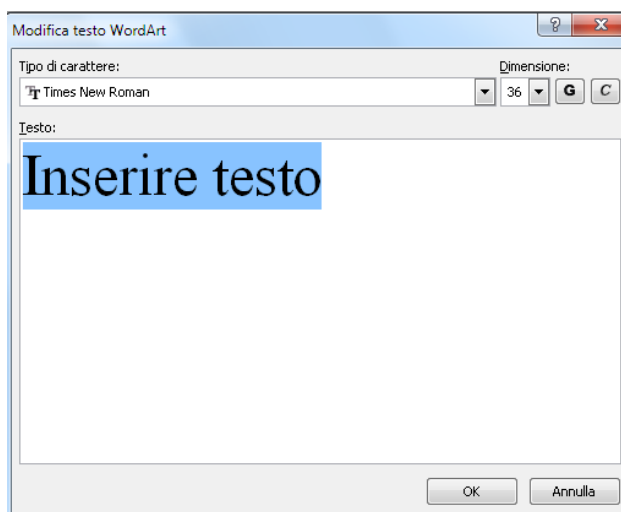 Modifica testo WordArt
Tipo di carattere: Dimensione:
Times New Roman 36 G C
Testo:
Inserire testo
OK Annulla